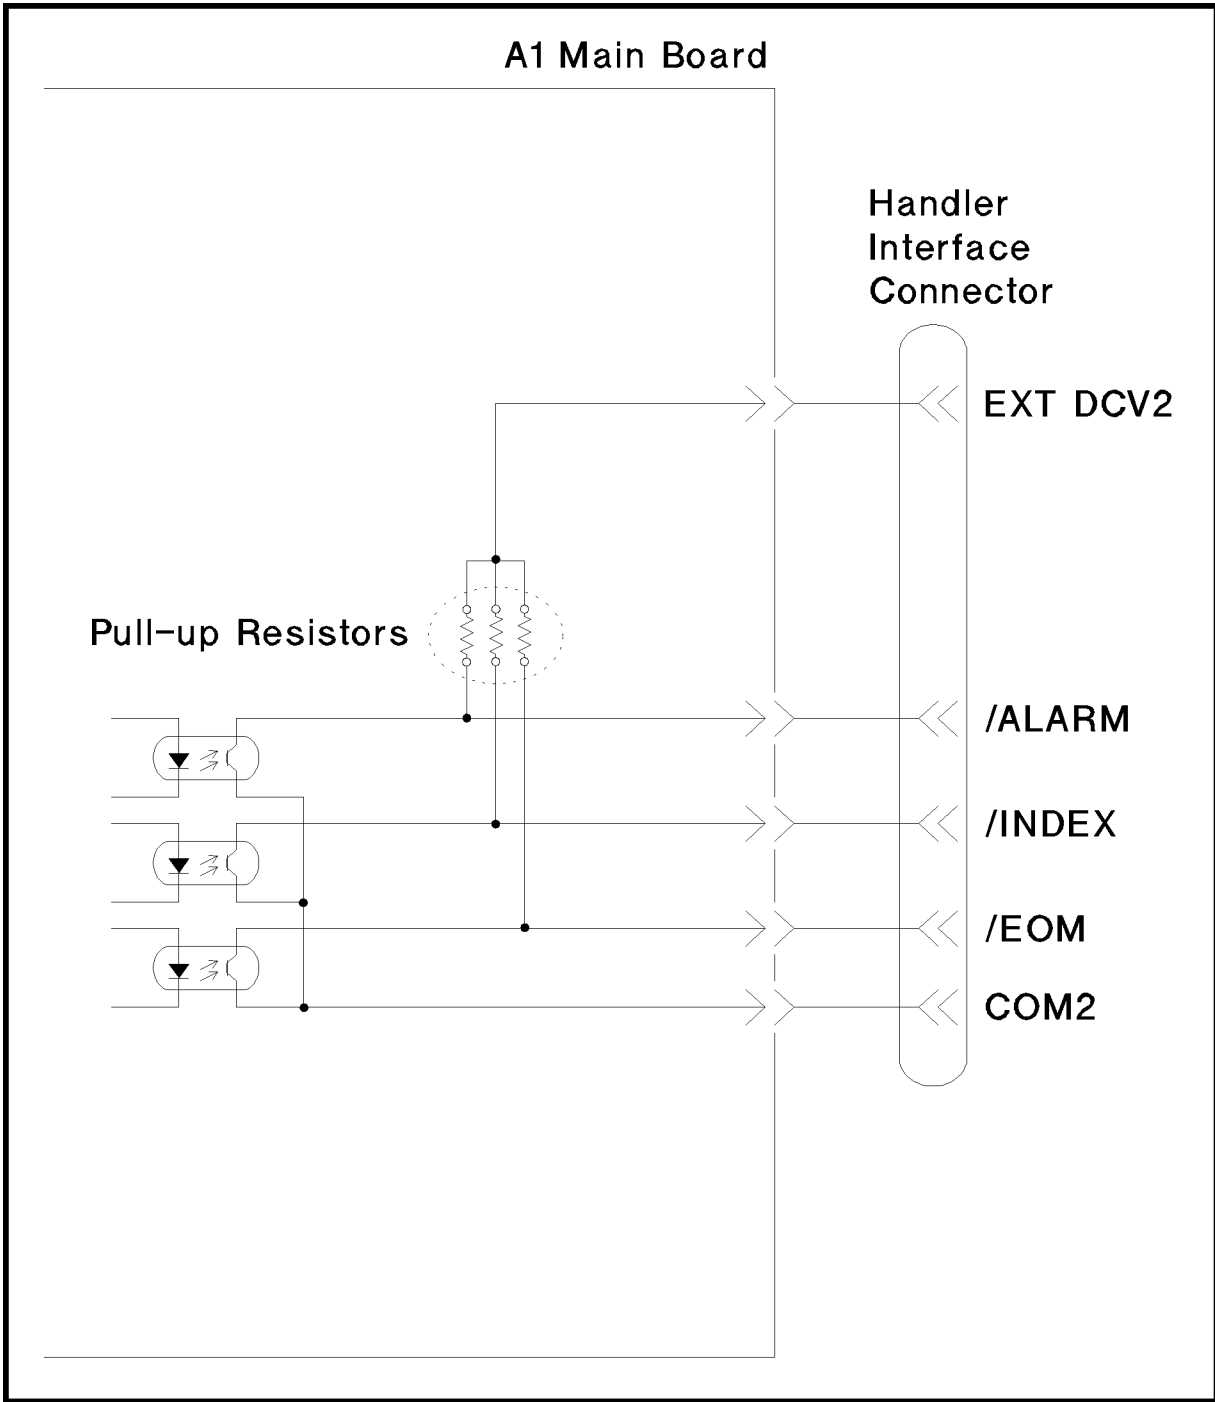 A1 Main Board
Handler
Interface
Connector
EXT DCV2
Pull-up Resistors
/ALARM
/INDEX
/EOM
COM2